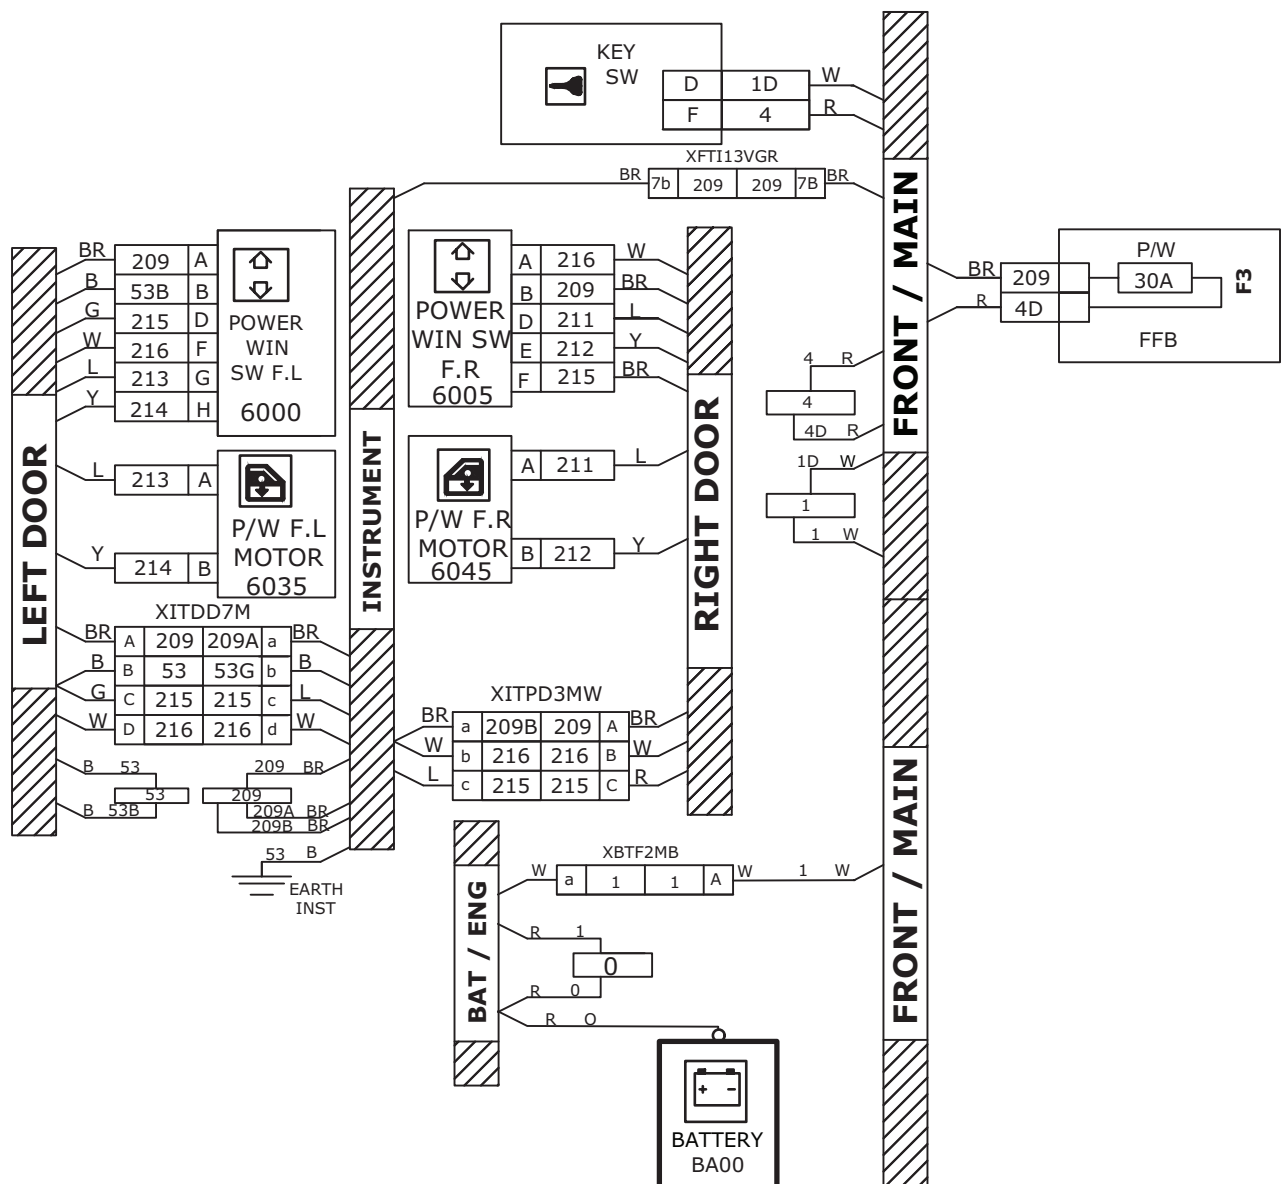 KEY
SW
D 1D W
F 4 R
XFTI13VGR
BR 7b 209 209 7B BR
FRONT / MAIN
BR 209
R 4D
P/W
30A
F3
FFB
LEFT DOOR
BR 209 A
B 53B B
G 215 D
W 216 F
L 213 G
Y 214 H
POWER
WIN
SW F.L
6000
L 213 A
Y 214 B
P/W F.L
MOTOR
6035
INSTRUMENT
POWER
WIN SW
F.R
6005
A 216 W
B 209 BR
D 211 L
E 212 Y
F 215 BR
P/W F.R
MOTOR
6045
A 211 L
B 212 Y
RIGHT DOOR
4 R
4
4D R
1D W
1
1 W
XITDD7M
BR A 209 209A a BR
B B 53 53G b B
G C 215 215 c L
W D 216 216 d W
B 53
53
B 53B
209 BR
209
209A BR
209B BR
53 B
EARTH
INST
XITPD3MW
BR a 209B 209 A BR
W b 216 216 B W
L c 215 215 C R
BAT / ENG
XBTF2MB
W a 1 1 A W 1 W
R 1
0
R 0
R O
FRONT / MAIN
+ -
BATTERY
BA00